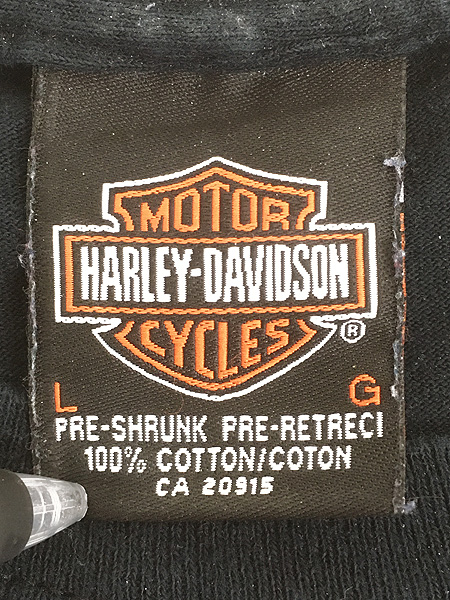 MOTOR
HARLEY-DAVIDSON
CYCLES
®
L G
PRE-SHRUNK PRE-RETRECI
100% COTTON/COTON
CA 20915